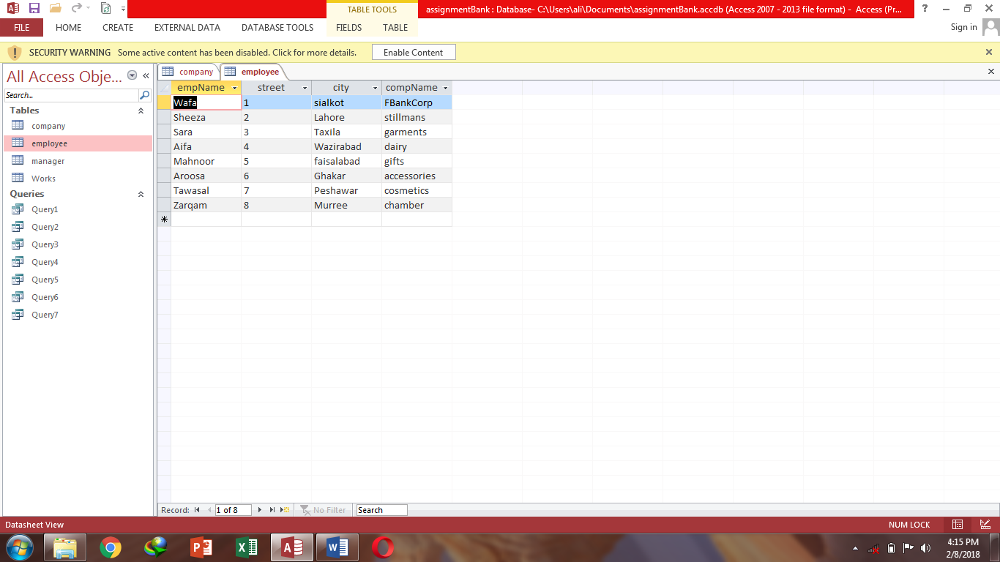 TABLE TOOLS
assignmentBank : Database- C:\Users\ali\Documents\assignmentBank.accdb (Access 2007 - 2013 file format) - Access (Pr...
FILE HOME CREATE EXTERNAL DATA DATABASE TOOLS FIELDS TABLE Sign in
SECURITY WARNING Some active content has been disabled. Click for more details. Enable Content
All Access Obje...
Search...
Tables
company
employee
manager
Works
Queries
Query1
Query2
Query3
Query4
Query5
Query6
Query7
company employee
empName street city compName
Wafa 1 sialkot FBankCorp
Sheeza 2 Lahore stillmans
Sara 3 Taxila garments
Aifa 4 Wazirabad dairy
Mahnoor 5 faisalabad gifts
Aroosa 6 Ghakar accessories
Tawasal 7 Peshawar cosmetics
Zarqam 8 Murree chamber
Record: 1 of 8 No Filter Search
Datasheet View NUM LOCK
4:15 PM
2/8/2018